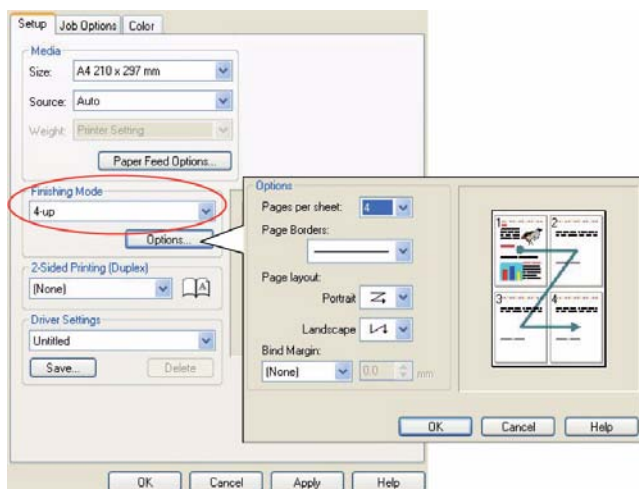 Setup Job Options Color
Media
Size: A4 210 x 297 mm
Source: Auto
Weight: Printer Setting
Paper Feed Options...
Finishing Mode
4-up
Options...
2-Sided Printing (Duplex)
(None) A
Driver Settings
Untitled
Save... Delete
OK Cancel Apply Help
Options
Pages per sheet: 4
Page Borders:
Page layout:
Portrait
Landscape
Bind Margin:
(None) 0.0 mm
1 2
3 4
OK Cancel Help